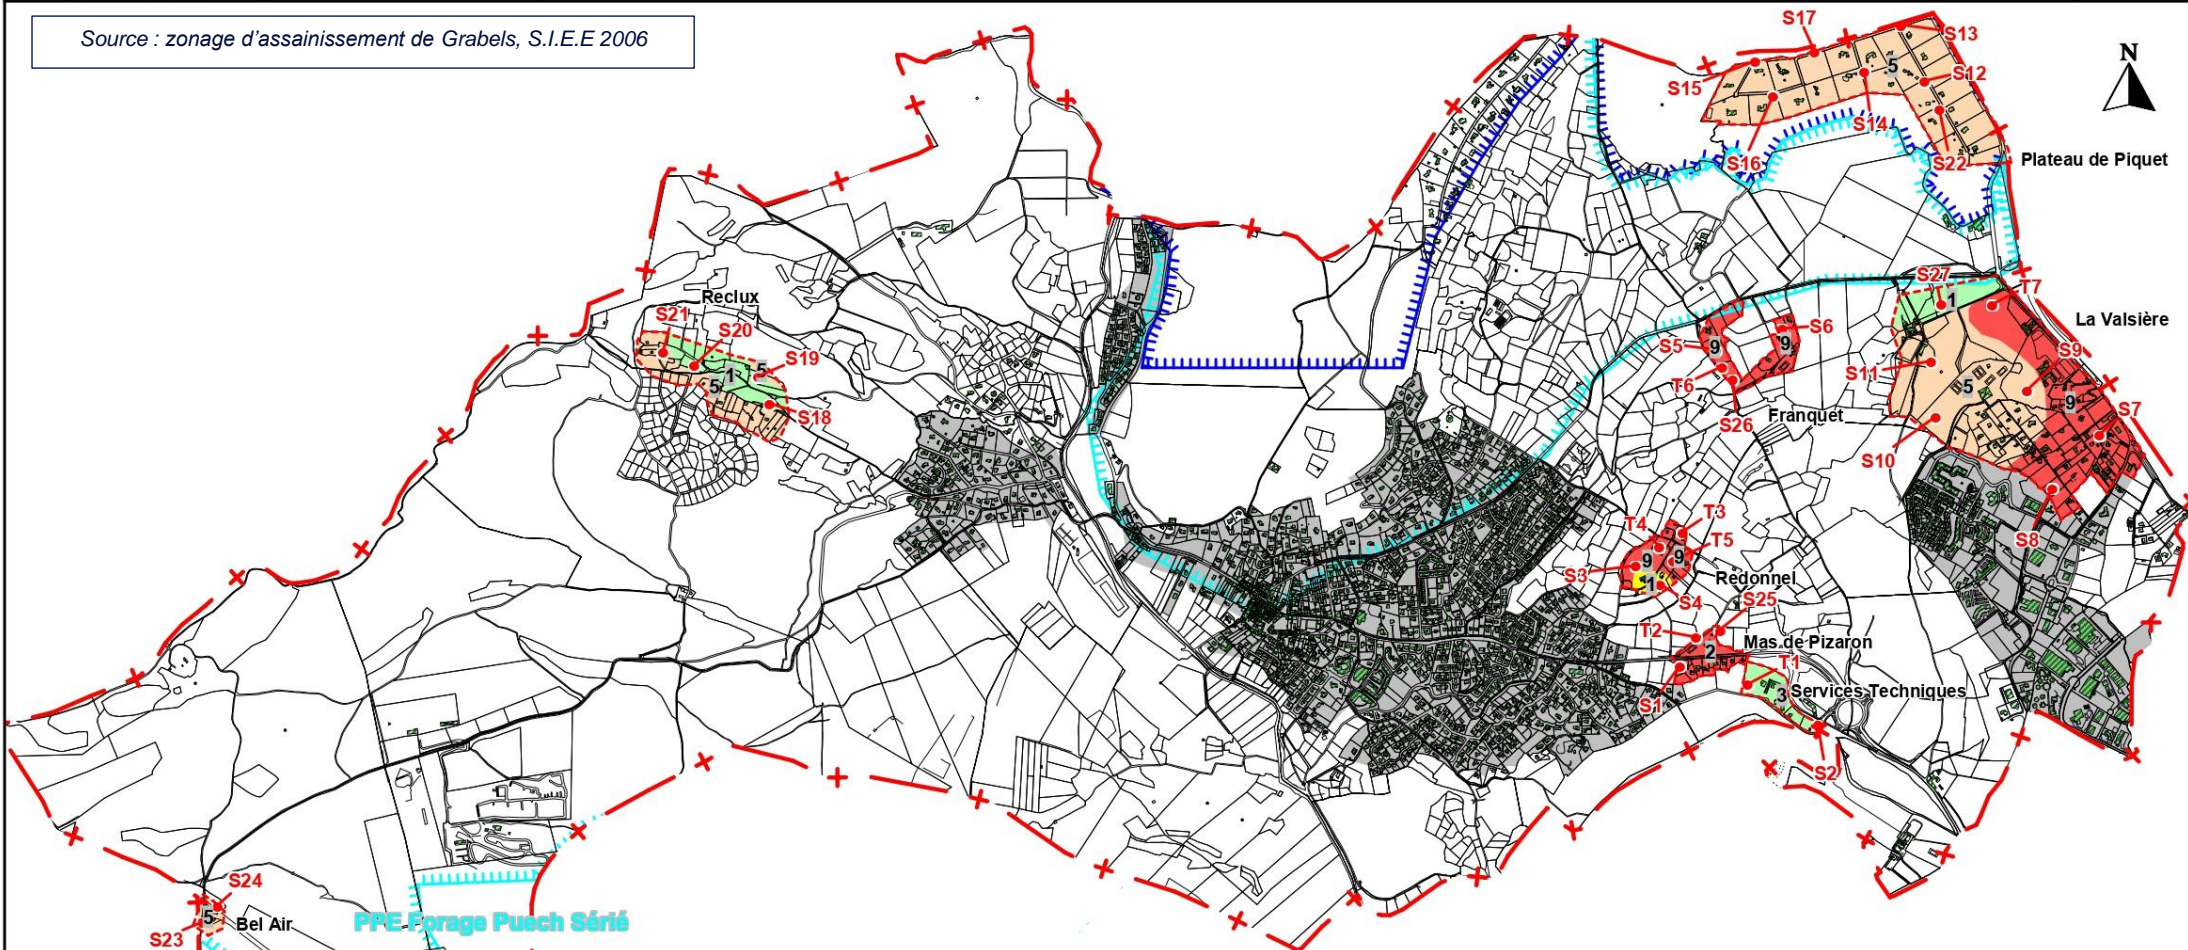 Source : zonage d'assainissement de Grabels, S.I.E.E 2006
S17
S13
N
5
S12
S15
S14
S16
S22
Plateau de Piquet
Reclux
S21
S20
S19
5
1
5
S18
S27
1
T7
La Valsière
S5
9
S6
9
S9
T6
S11
5
9
S7
S26
Franquet
S10
S8
T4
T3
T5
9
9
S3
1
Redonnel
S4
S25
T2
Mas de Pizaron
2
T1
3
Services Techniques
S1
S2
S24
5
Bel Air
PPE Forage Puech Sérié
S23